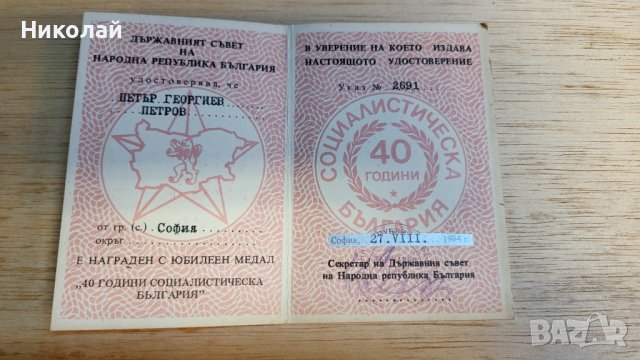 Николай
ДЪРЖАВНИЯТ СЪВЕТ
НА
НАРОДНА РЕПУБЛИКА БЪЛГАРИЯ
удостоверява, че
ПЕТЪР ГЕОРГИЕВ
ПЕТРОВ
от гр. (с.) София
окръг
Е НАГРАДЕН С ЮБИЛЕЕН МЕДАЛ
„40 ГОДИНИ СОЦИАЛИСТИЧЕСКА
БЪЛГАРИЯ"
В УВЕРЕНИЕ НА КОЕТО ИЗДАВА
НАСТОЯЩОТО УДОСТОВЕРЕНИЕ
Указ № 2691
СОЦИАЛИСТИЧЕСКА
40
ГОДИНИ
БЪЛГАРИЯ
София, 27.VIII. 1984 г.
Секретар на Държавния съвет
на Народна република България
BAZAR.BG